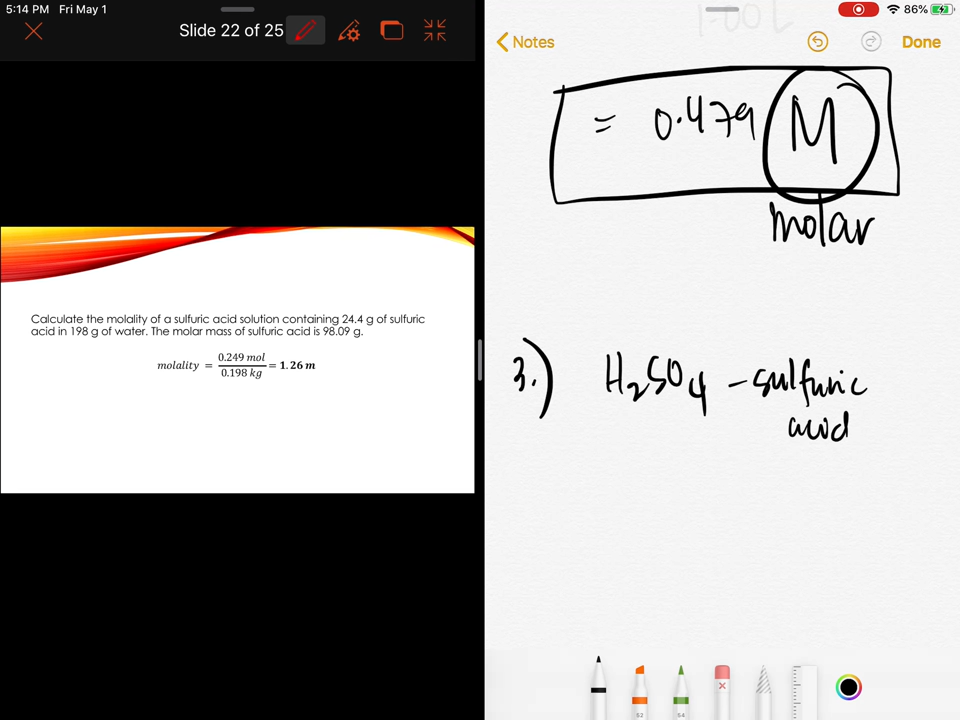 5:14 PM Fri May 1
86%
Slide 22 of 25
Notes
Done
= 0.479 M
molar
Calculate the molality of a sulfuric acid solution containing 24.4 g of sulfuric
acid in 198 g of water. The molar mass of sulfuric acid is 98.09 g.
molality = 0.249 mol / 0.198 kg = 1.26 m
3.) H₂SO₄ - sulfuric
acid
52
54